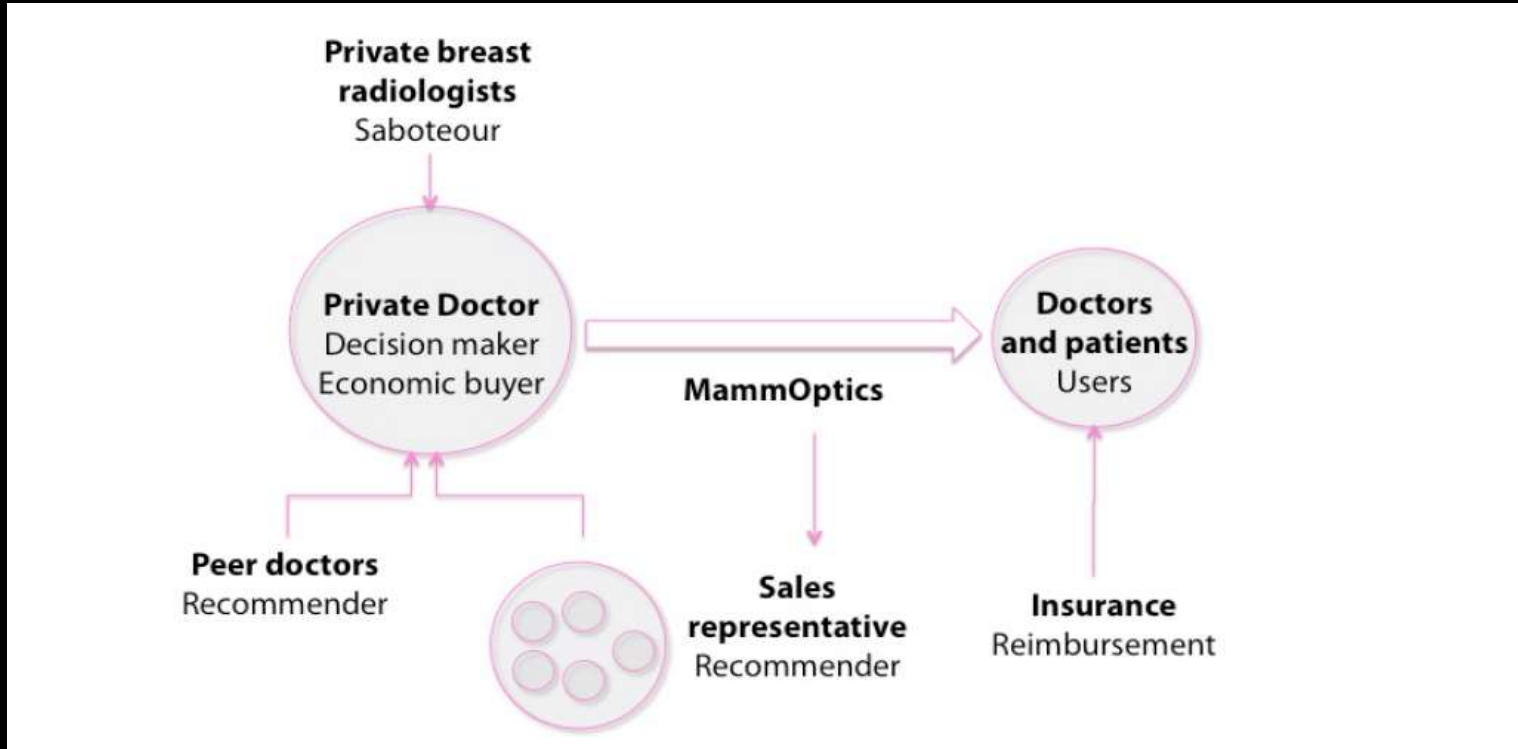 Private breast
radiologists
Saboteour
Private Doctor
Decision maker
Economic buyer
MammOptics
Doctors
and patients
Users
Peer doctors
Recommender
Sales
representative
Recommender
Insurance
Reimbursement